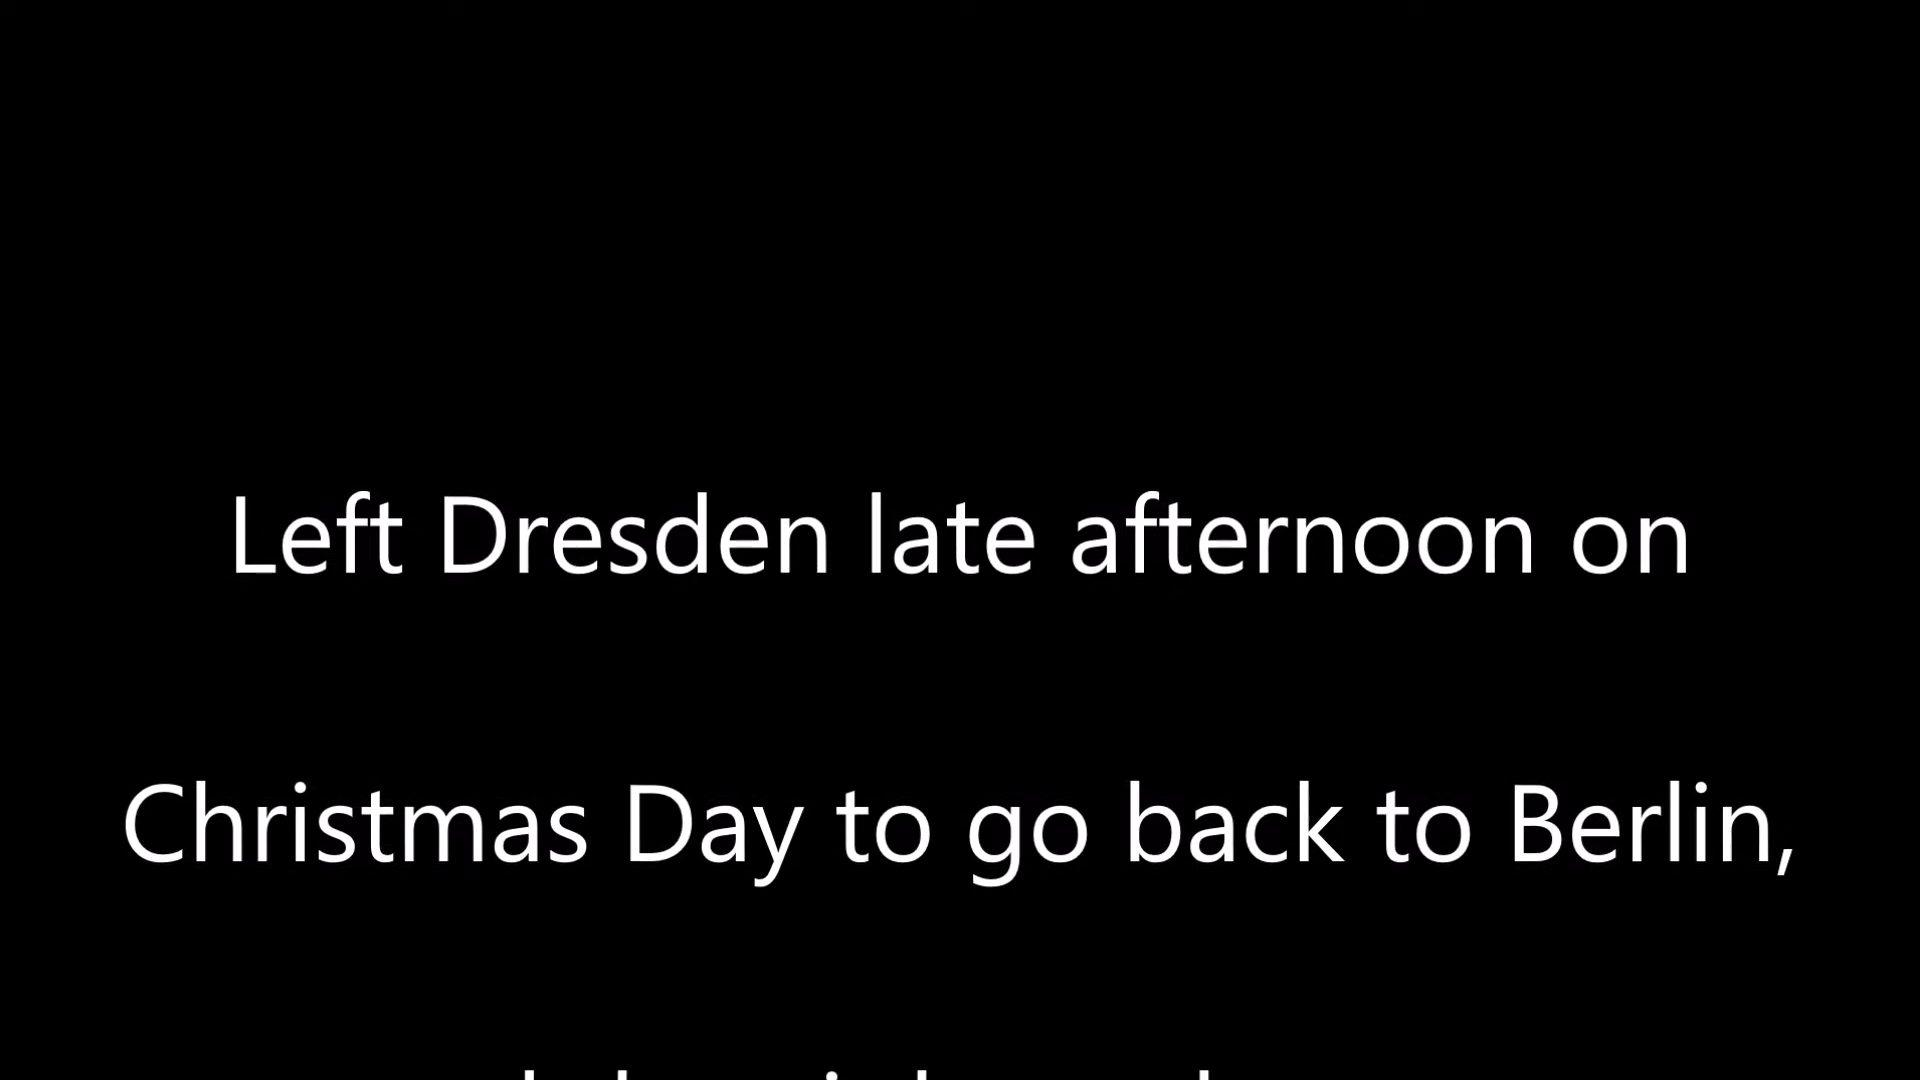 Left Dresden late afternoon on
Christmas Day to go back to Berlin,